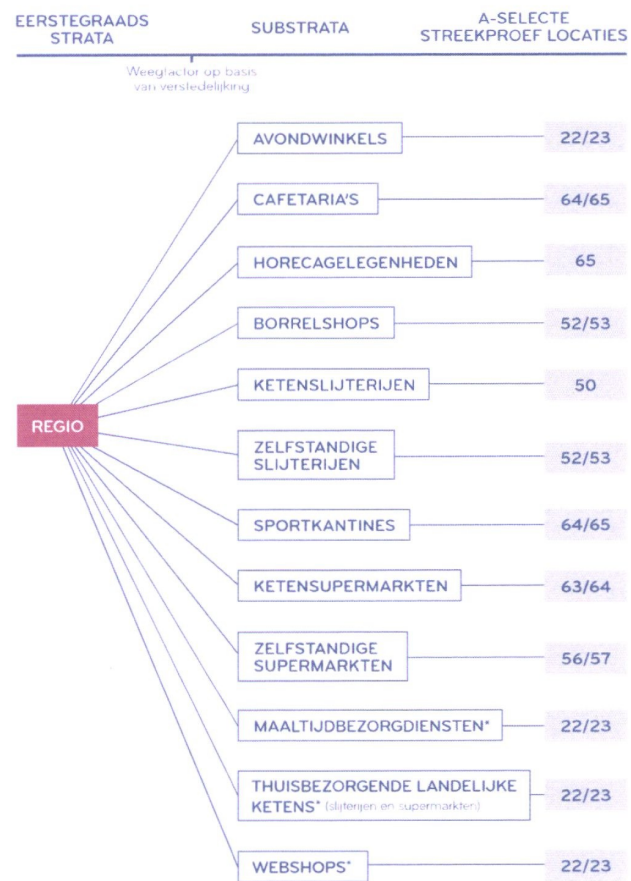 EERSTEGRAADS
STRATA
SUBSTRATA
A-SELECTE
STREEKPROEF LOCATIES
Weegfactor op basis
van verstedelijking
AVONDWINKELS
22/23
CAFETARIA'S
64/65
HORECAGELEGENHEDEN
65
BORRELSHOPS
52/53
KETENSLIJTERIJEN
50
REGIO
ZELFSTANDIGE
SLIJTERIJEN
52/53
SPORTKANTINES
64/65
KETENSUPERMARKTEN
63/64
ZELFSTANDIGE
SUPERMARKTEN
56/57
MAALTIJDBEZORGDIENSTEN*
22/23
THUISBEZORGENDE LANDELIJKE
KETENS* (slijterijen en supermarkten)
22/23
WEBSHOPS*
22/23